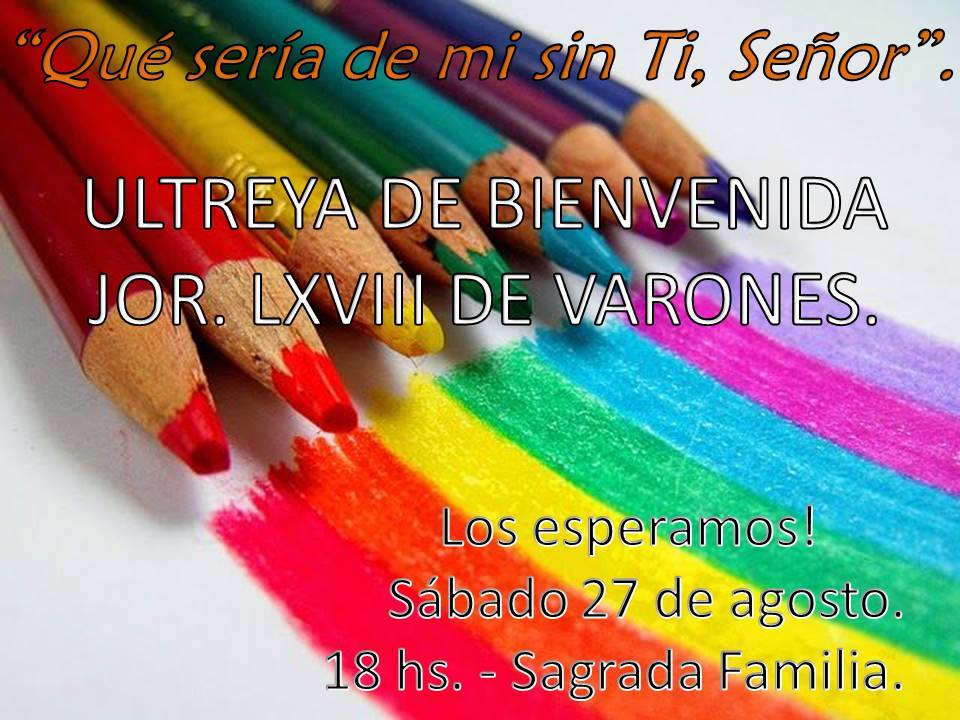 “Qué sería de mi sin Ti, Señor”.
ULTREYA DE BIENVENIDA
JOR. LXVIII DE VARONES.
Los esperamos!
Sábado 27 de agosto.
18 hs. - Sagrada Familia.